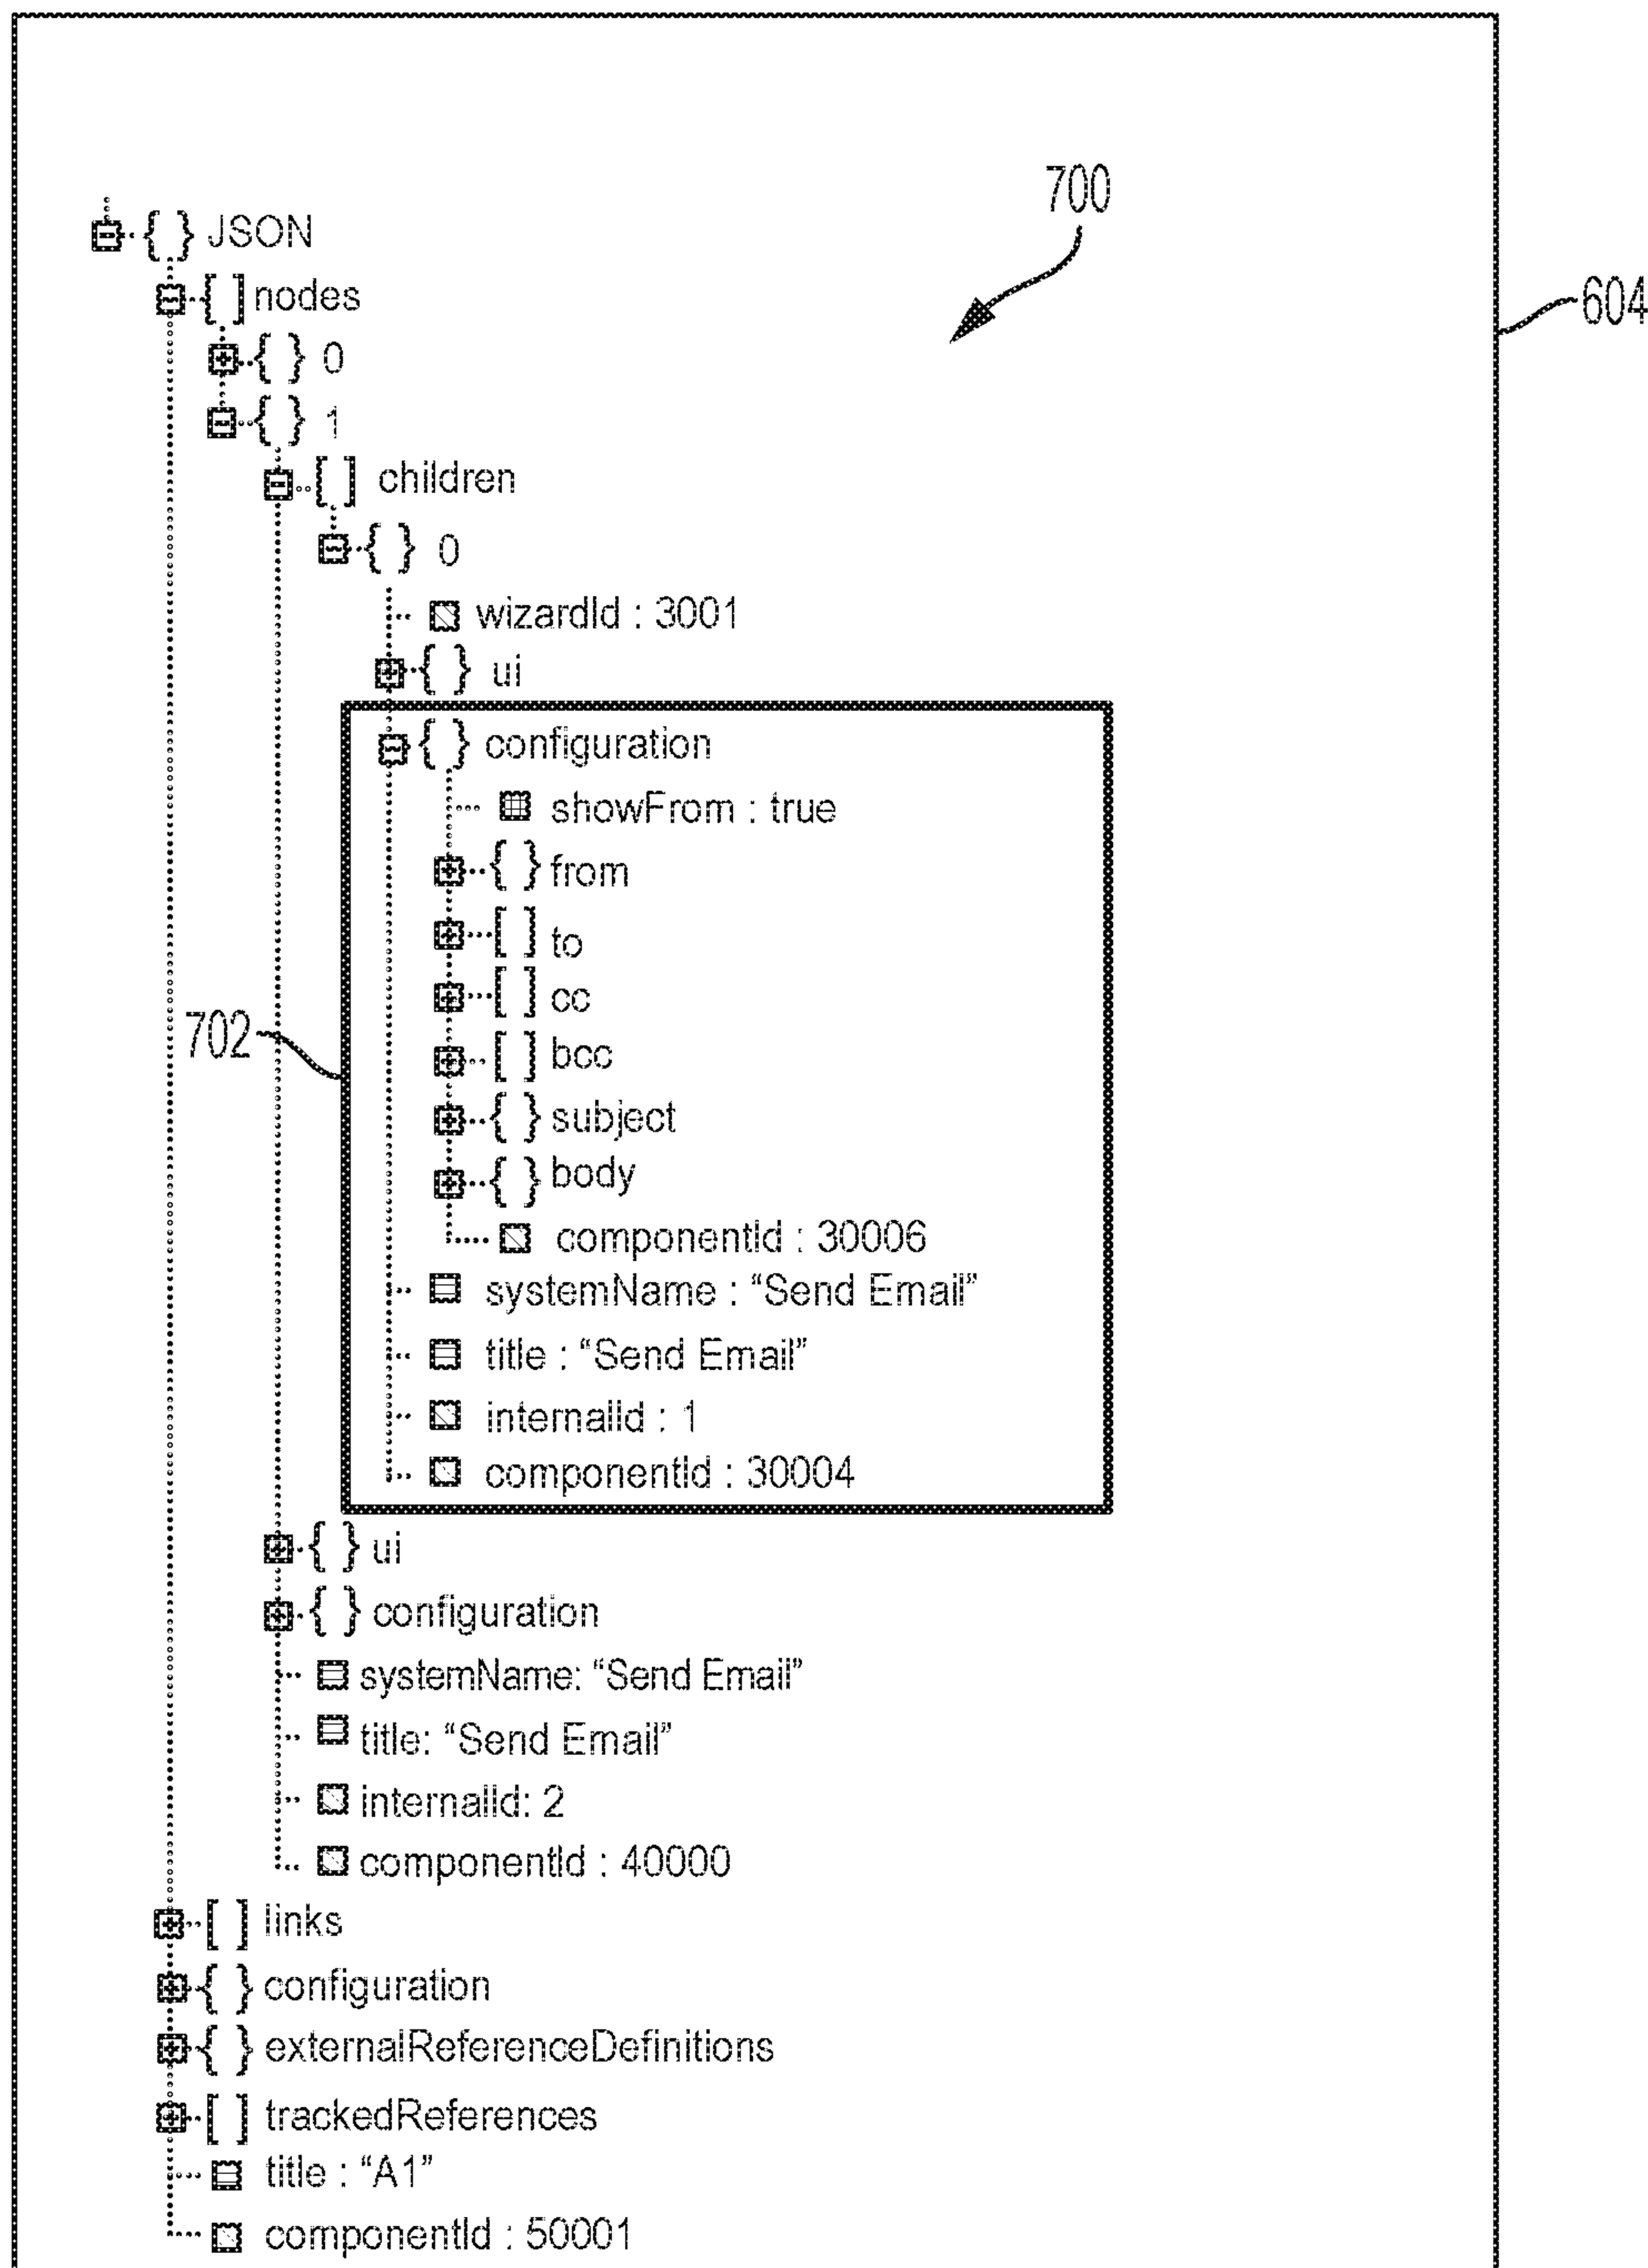 700
{ } JSON
604
[ ] nodes
{ } 0
{ } 1
[ ] children
{ } 0
wizardId : 3001
{ } ui
{ } configuration
showFrom : true
{ } from
[ ] to
[ ] cc
702
[ ] bcc
{ } subject
{ } body
componentId : 30006
systemName : “Send Email”
title : “Send Email”
internalId : 1
componentId : 30004
{ } ui
{ } configuration
systemName: “Send Email”
title: “Send Email”
internalId: 2
componentId : 40000
[ ] links
{ } configuration
{ } externalReferenceDefinitions
[ ] trackedReferences
title : “A1”
componentId : 50001